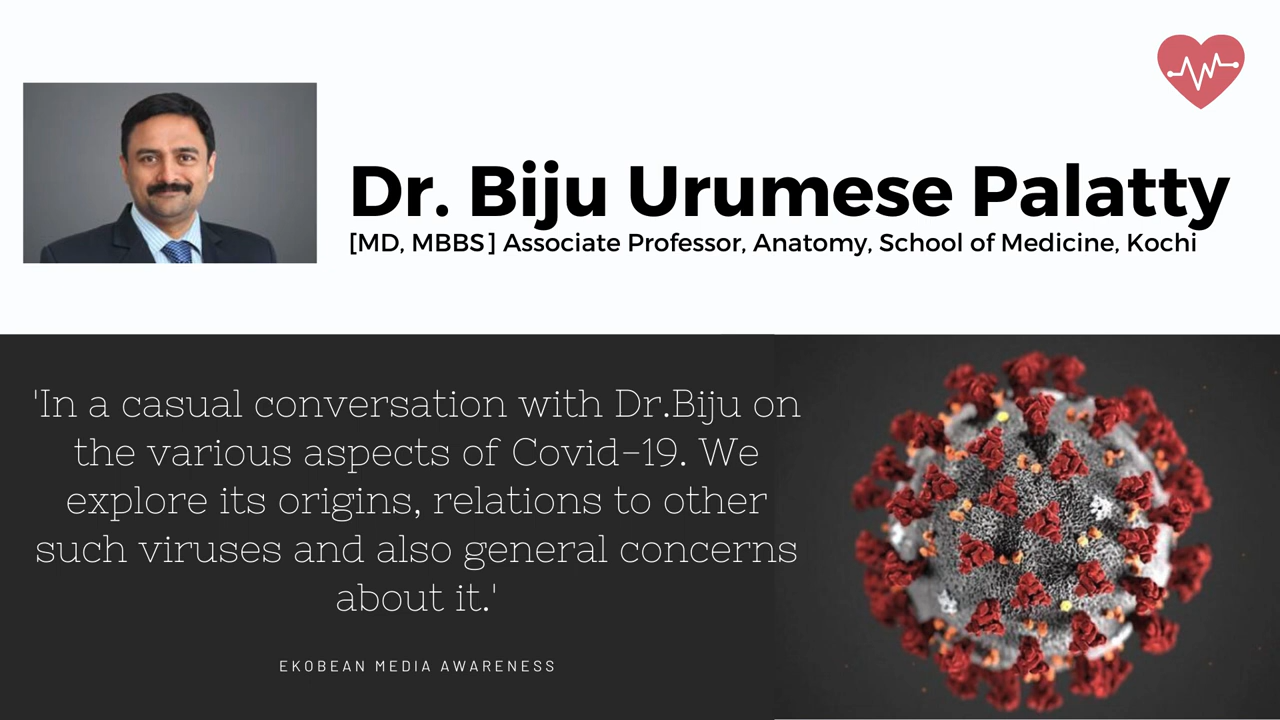 Dr. Biju Urumese Palatty
[MD, MBBS] Associate Professor, Anatomy, School of Medicine, Kochi
'In a casual conversation with Dr.Biju on
the various aspects of Covid-19. We
explore its origins, relations to other
such viruses and also general concerns
about it.'
EKOBEAN MEDIA AWARENESS